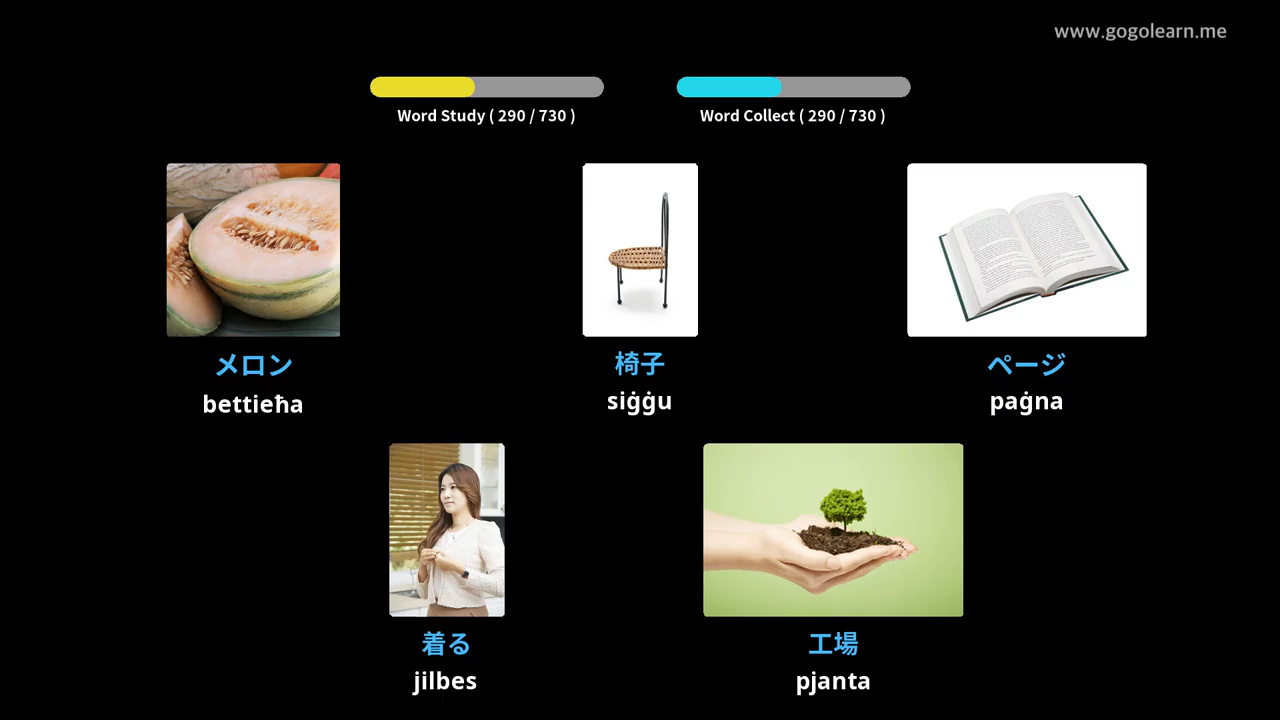 www.gogolearn.me
Word Study ( 290 / 730 )
Word Collect ( 290 / 730 )
メロン
bettieħa
椅子
siġġu
ページ
paġna
着る
jilbes
工場
pjanta